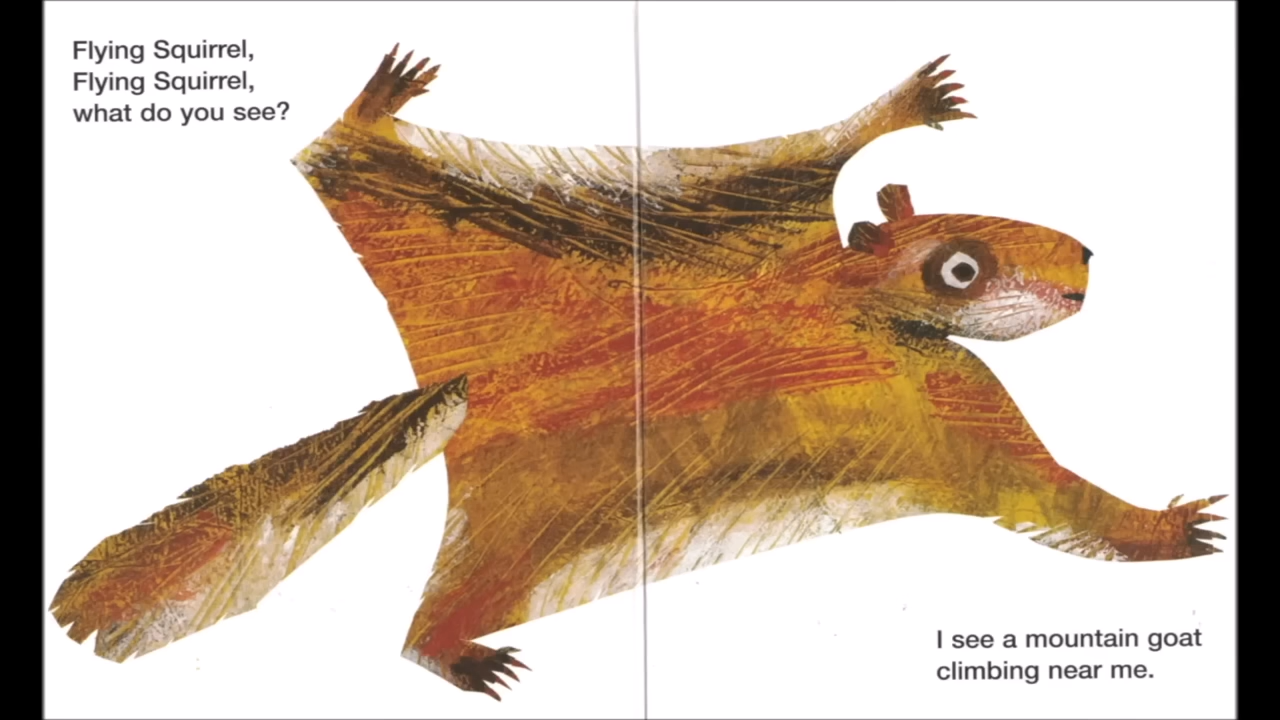 Flying Squirrel,
Flying Squirrel,
what do you see?
I see a mountain goat
climbing near me.